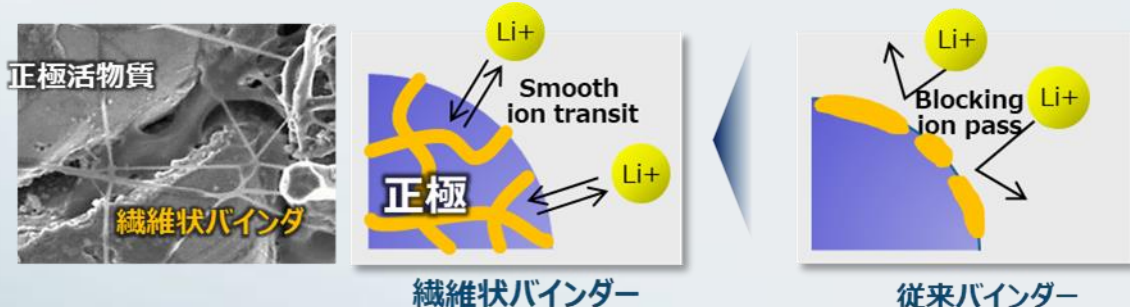 正極活物質
繊維状バインダ
Li+
Smooth
ion transit
Li+
正極
繊維状バインダー
Li+
Blocking
ion pass
Li+
従来バインダー